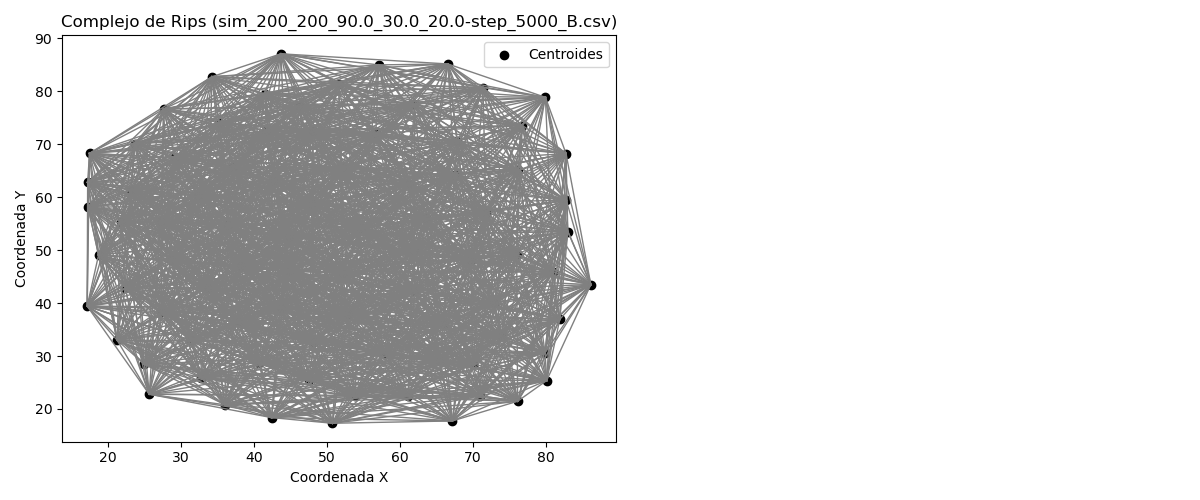 Complejo de Rips (sim_200_200_90.0_30.0_20.0-step_5000_B.csv)
Centroides
90
80
70
60
50
40
30
20
Coordenada Y
20 30 40 50 60 70 80
Coordenada X